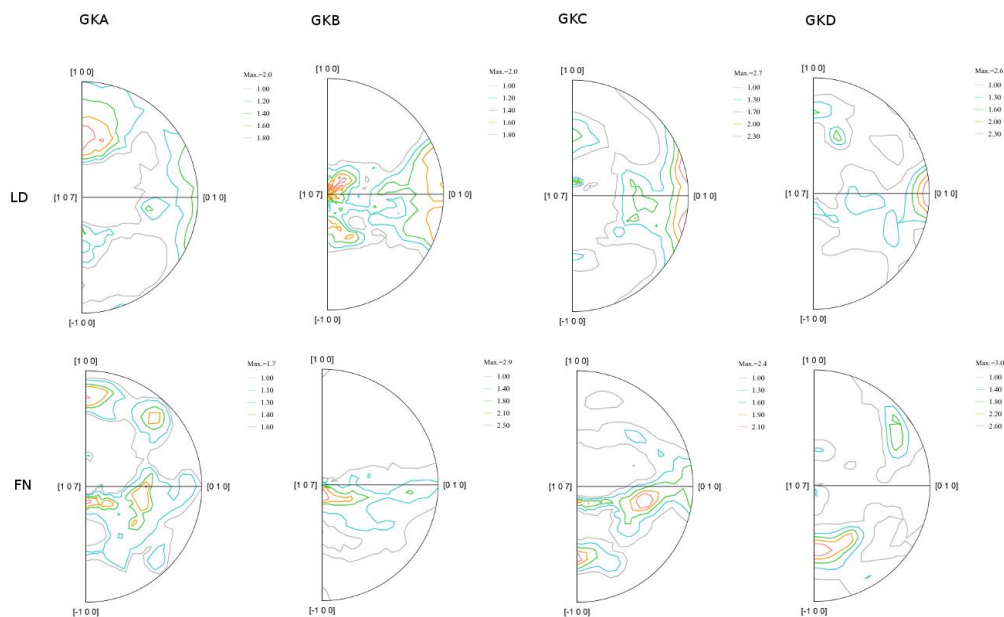 GKA GKB GKC GKD
LD
[1 0 0]
[1 0 7]
[0 1 0]
[-1 0 0]
Max.=2.0
1.00
1.20
1.40
1.60
1.80
[1 0 0]
[1 0 7]
[0 1 0]
[-1 0 0]
Max.=2.0
1.00
1.20
1.40
1.60
1.80
[1 0 0]
[1 0 7]
[0 1 0]
[-1 0 0]
Max.=2.7
1.00
1.30
1.70
2.00
2.30
[1 0 0]
[1 0 7]
[0 1 0]
[-1 0 0]
Max.=2.6
1.00
1.30
1.60
2.00
2.30
FN
[1 0 0]
[1 0 7]
[0 1 0]
[-1 0 0]
Max.=1.7
1.00
1.10
1.30
1.40
1.60
[1 0 0]
[1 0 7]
[0 1 0]
[-1 0 0]
Max.=2.9
1.00
1.40
1.80
2.10
2.50
[1 0 0]
[1 0 7]
[0 1 0]
[-1 0 0]
Max.=2.4
1.00
1.30
1.60
1.90
2.10
[1 0 0]
[1 0 7]
[0 1 0]
[-1 0 0]
Max.=3.0
1.00
1.40
1.80
2.20
2.60